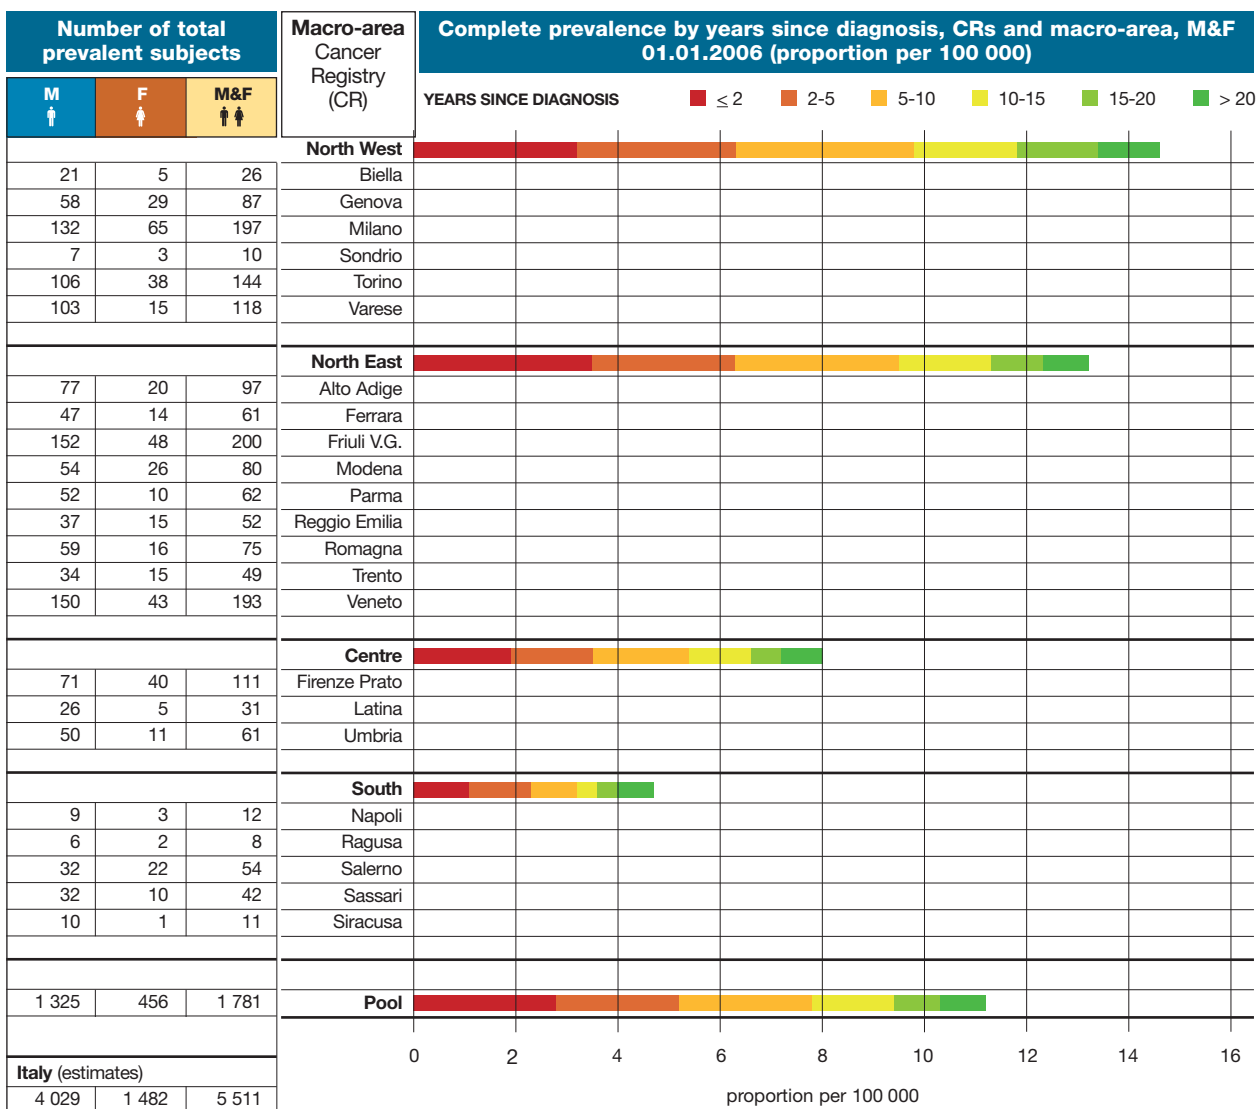 Number of total
prevalent subjects
Macro-area
Cancer
Registry
(CR)
Complete prevalence by years since diagnosis, CRs and macro-area, M&F
01.01.2006 (proportion per 100 000)
M F M&F
YEARS SINCE DIAGNOSIS ≤ 2 2-5 5-10 10-15 15-20 > 20
North West
21 5 26 Biella
58 29 87 Genova
132 65 197 Milano
7 3 10 Sondrio
106 38 144 Torino
103 15 118 Varese
North East
77 20 97 Alto Adige
47 14 61 Ferrara
152 48 200 Friuli V.G.
54 26 80 Modena
52 10 62 Parma
37 15 52 Reggio Emilia
59 16 75 Romagna
34 15 49 Trento
150 43 193 Veneto
Centre
71 40 111 Firenze Prato
26 5 31 Latina
50 11 61 Umbria
South
9 3 12 Napoli
6 2 8 Ragusa
32 22 54 Salerno
32 10 42 Sassari
10 1 11 Siracusa
1 325 456 1 781 Pool
0 2 4 6 8 10 12 14 16
Italy (estimates)
4 029 1 482 5 511
proportion per 100 000